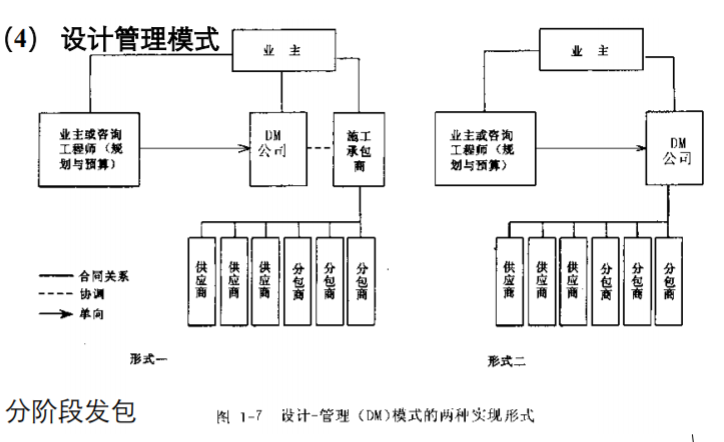 (4) 设计管理模式
业 主
业主或咨询
工程师（规
划与预算）
DM
公司
施工
承包
商
供应商
供应商
供应商
分包商
分包商
分包商
合同关系
协调
单向
形式一
业 主
业主或咨询
工程师（规
划与预算）
DM
公司
供应商
供应商
供应商
分包商
分包商
分包商
形式二
分阶段发包
图 1-7 设计-管理（DM)模式的两种实现形式